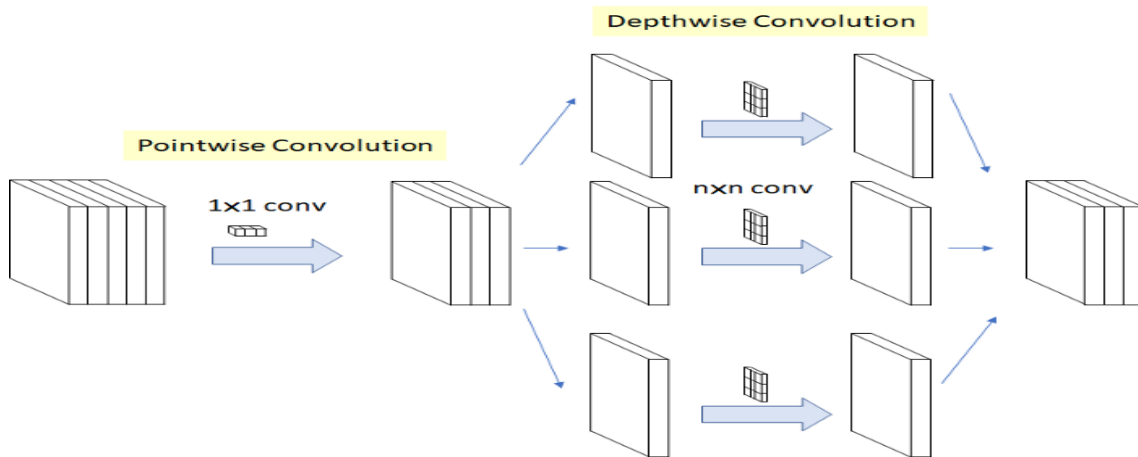 Depthwise Convolution
Pointwise Convolution
1x1 conv
nxn conv